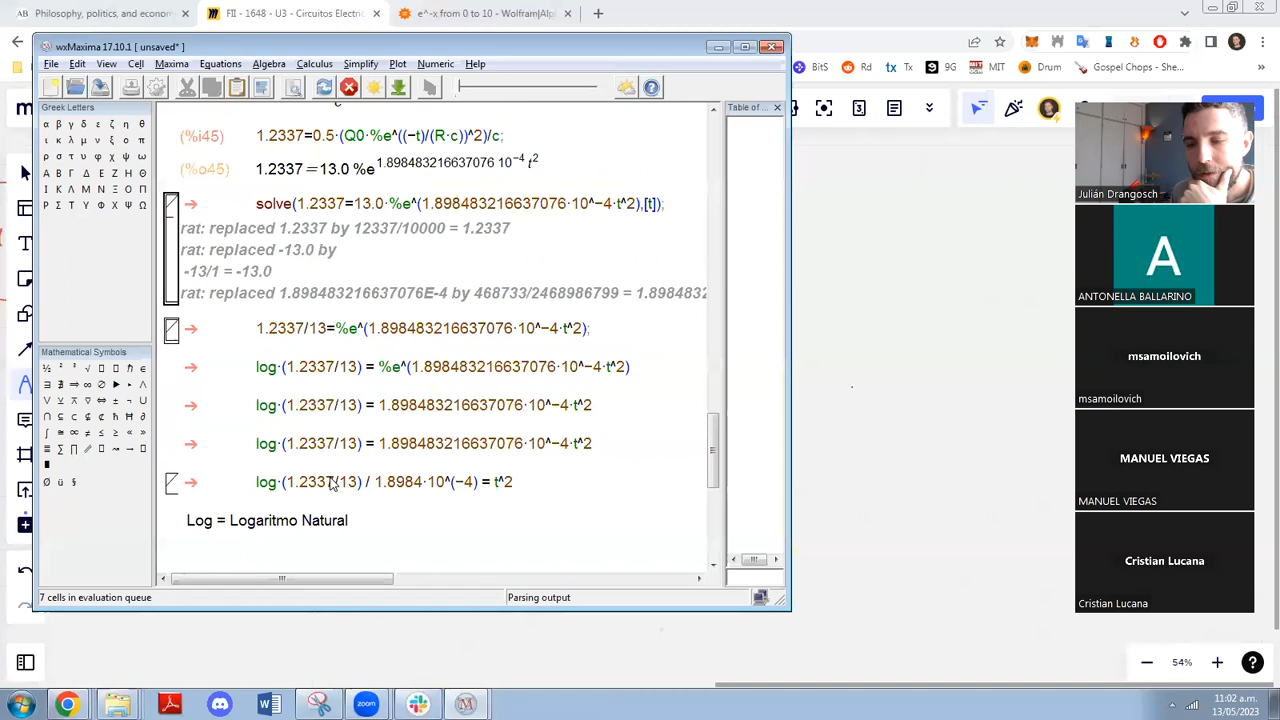 Philosophy, politics, and economi
FII - 1648 - U3 - Circuitos Electric
e^-x from 0 to 10 - Wolfram|Alp
wxMaxima 17.10.1 [ unsaved* ]
File Edit View Cell Maxima Equations Algebra Calculus Simplify Plot Numeric Help
BitS Rd tx Tx 9G MIT Drum Gospel Chops - She...
Greek Letters
Table of ...
α β γ δ ε ζ η θ
ι κ λ μ ν ξ ο π
ρ σ τ υ φ χ ψ ω
Α Β Γ Δ Ε Ζ Η Θ
Ι Κ Λ Μ Ν Ξ Ο Π
Ρ Σ Τ Υ Φ Χ Ψ Ω
(%i45) 1.2337=0.5·(Q0·%e^((−t)/(R·c))^2)/c;
(%o45) 1.2337=13.0 %e^1.898483216637076 10^−4 t^2
solve(1.2337=13.0·%e^(1.898483216637076·10^−4·t^2),[t]);
rat: replaced 1.2337 by 12337/10000 = 1.2337
rat: replaced -13.0 by
-13/1 = -13.0
rat: replaced 1.898483216637076E-4 by 468733/2468986799 = 1.8984832
1.2337/13=%e^(1.898483216637076·10^−4·t^2);
log·(1.2337/13) = %e^(1.898483216637076·10^−4·t^2)
log·(1.2337/13) = 1.898483216637076·10^−4·t^2
log·(1.2337/13) = 1.898483216637076·10^−4·t^2
log·(1.2337/13) / 1.8984·10^(−4) = t^2
Log = Logaritmo Natural
Mathematical Symbols
7 cells in evaluation queue
Parsing output
Julián Drangosch
A
ANTONELLA BALLARINO
msamoilovich
msamoilovich
MANUEL VIEGAS
MANUEL VIEGAS
Cristian Lucana
Cristian Lucana
54%
zoom
11:02 a.m.
13/05/2023